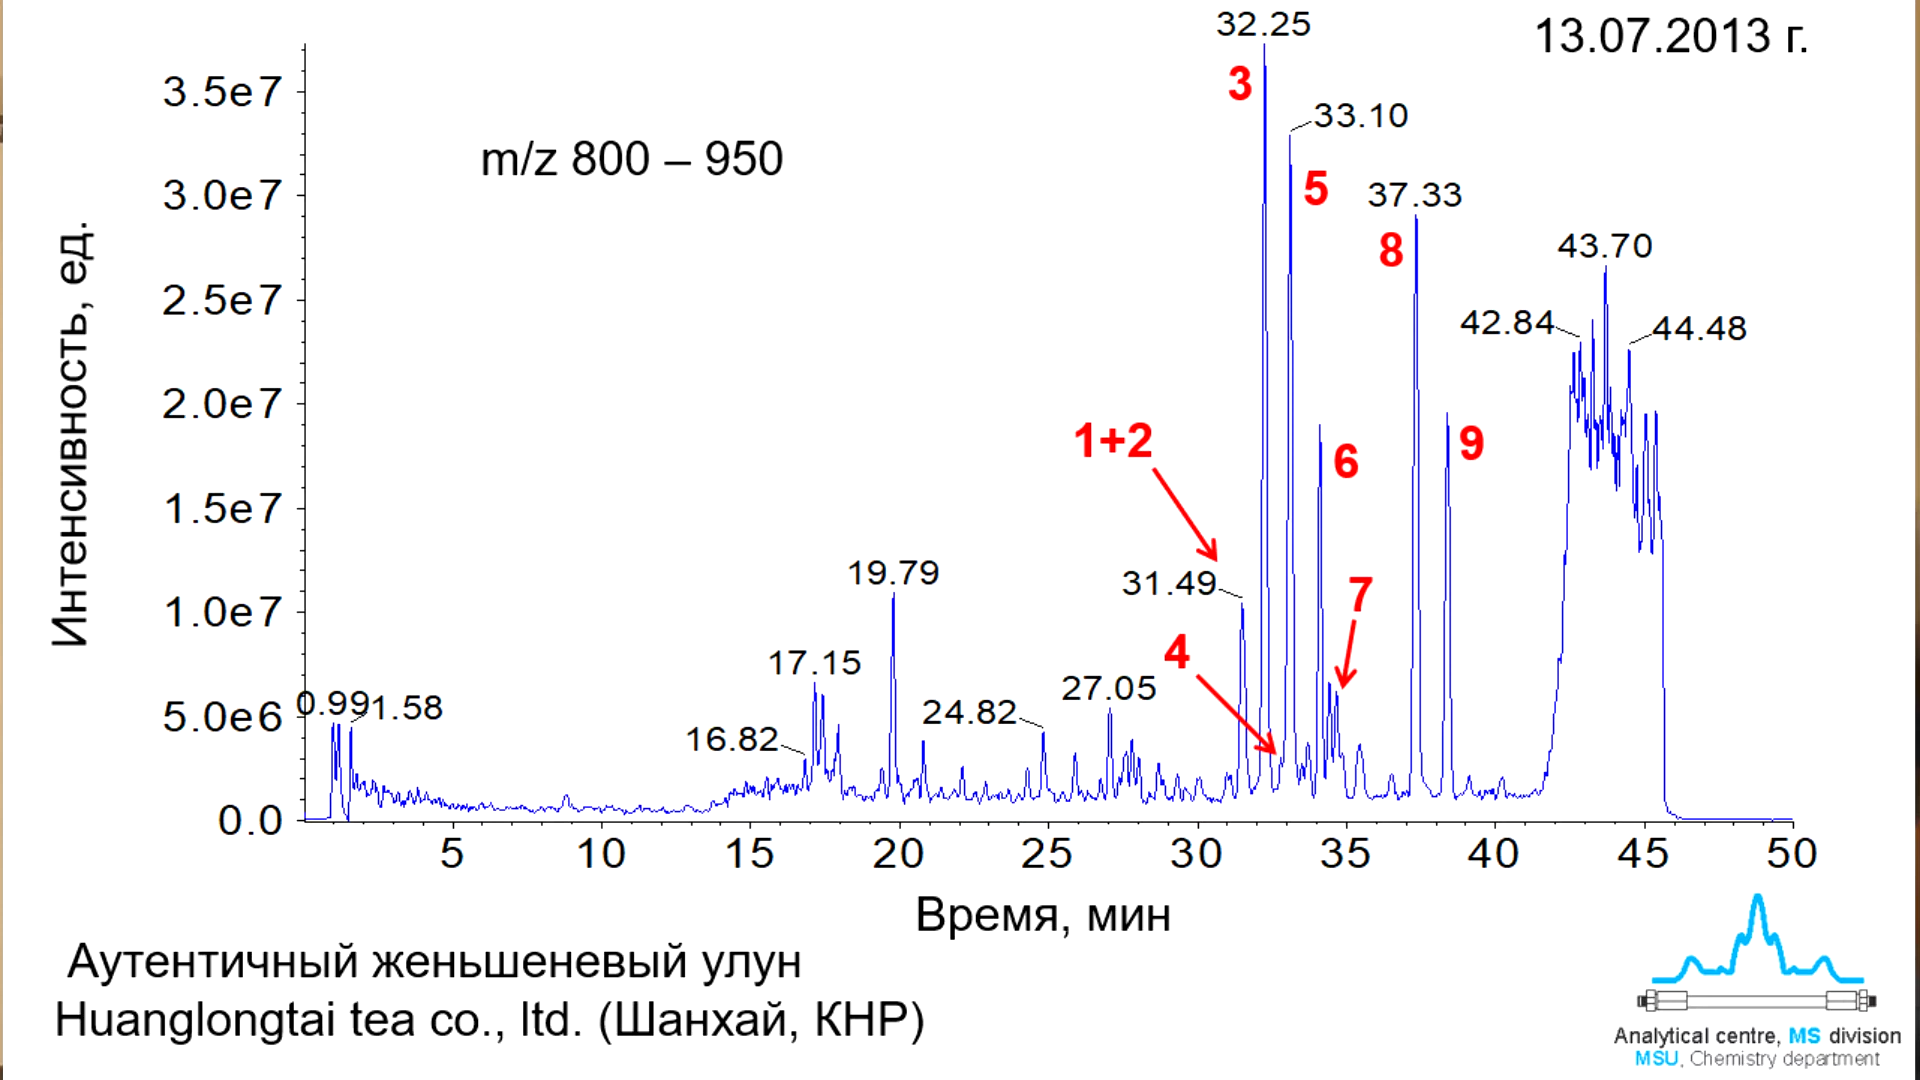 32.25
13.07.2013 г.
3
3.5e7
33.10
m/z 800 – 950
3.0e7
5
37.33
8
43.70
2.5e7
42.84
44.48
2.0e7
1+2
6
9
1.5e7
Интенсивность, ед.
19.79
31.49
7
1.0e7
4
17.15
27.05
0.99
1.58
5.0e6
24.82
16.82
0.0
5 10 15 20 25 30 35 40 45 50
Время, мин
Аутентичный женьшеневый улун
Huanglongtai tea co., ltd. (Шанхай, КНР)
Analytical centre, MS division
MSU, Chemistry department